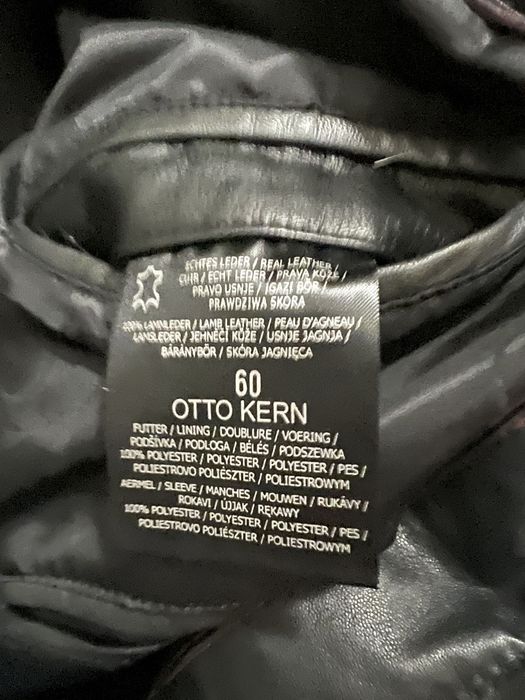 ECHTES LEDER / REAL LEATHER /
CUIR / ECHT LEDER / PRAVA KOŽE /
PRAVO USNJE / IGAZI BŐR /
PRAWDZIWA SKÓRA
100% LAMMLEDER / LAMB LEATHER / PEAU D'AGNEAU /
LAMSLEDER / JEHNEČÍ KŮŽE / USNJE JAGNJA /
BÁRÁNYBŐR / SKÓRA JAGNIĘCA
60
OTTO KERN
FUTTER / LINING / DOUBLURE / VOERING /
PODŠÍVKA / PODLOGA / BÉLÉS / PODSZEWKA
100% POLYESTER / POLYESTER / POLYESTER / PES /
POLIESTROVO POLIÉSZTER / POLIESTROWYM
AERMEL / SLEEVE / MANCHES / MOUWEN / RUKÁVY /
ROKAVI / ÚJJAK / RĘKAWY
100% POLYESTER / POLYESTER / POLYESTER / PES /
POLIESTROVO POLIÉSZTER / POLIESTROWYM